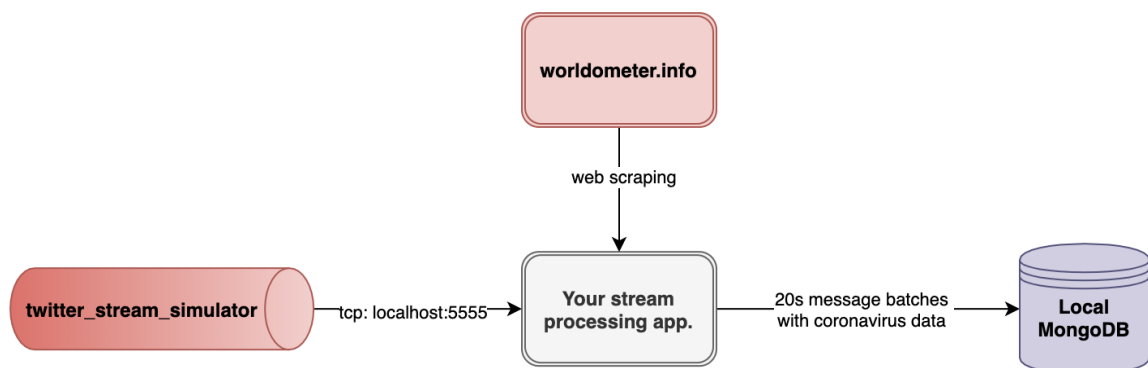 worldometer.info
web scraping
twitter_stream_simulator
tcp: localhost:5555
Your stream
processing app.
20s message batches
with coronavirus data
Local
MongoDB